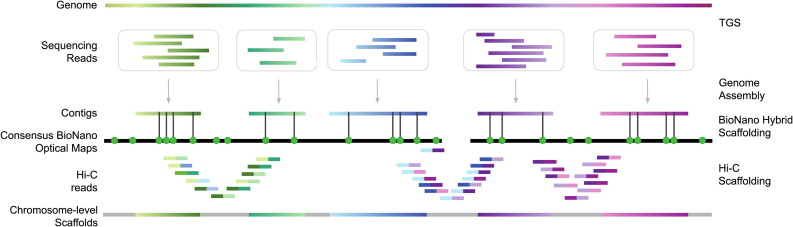 Genome
TGS
Sequencing
Reads
Genome
Assembly
Contigs
BioNano Hybrid
Scaffolding
Consensus BioNano
Optical Maps
Hi-C
reads
Hi-C
Scaffolding
Chromosome-level
Scaffolds